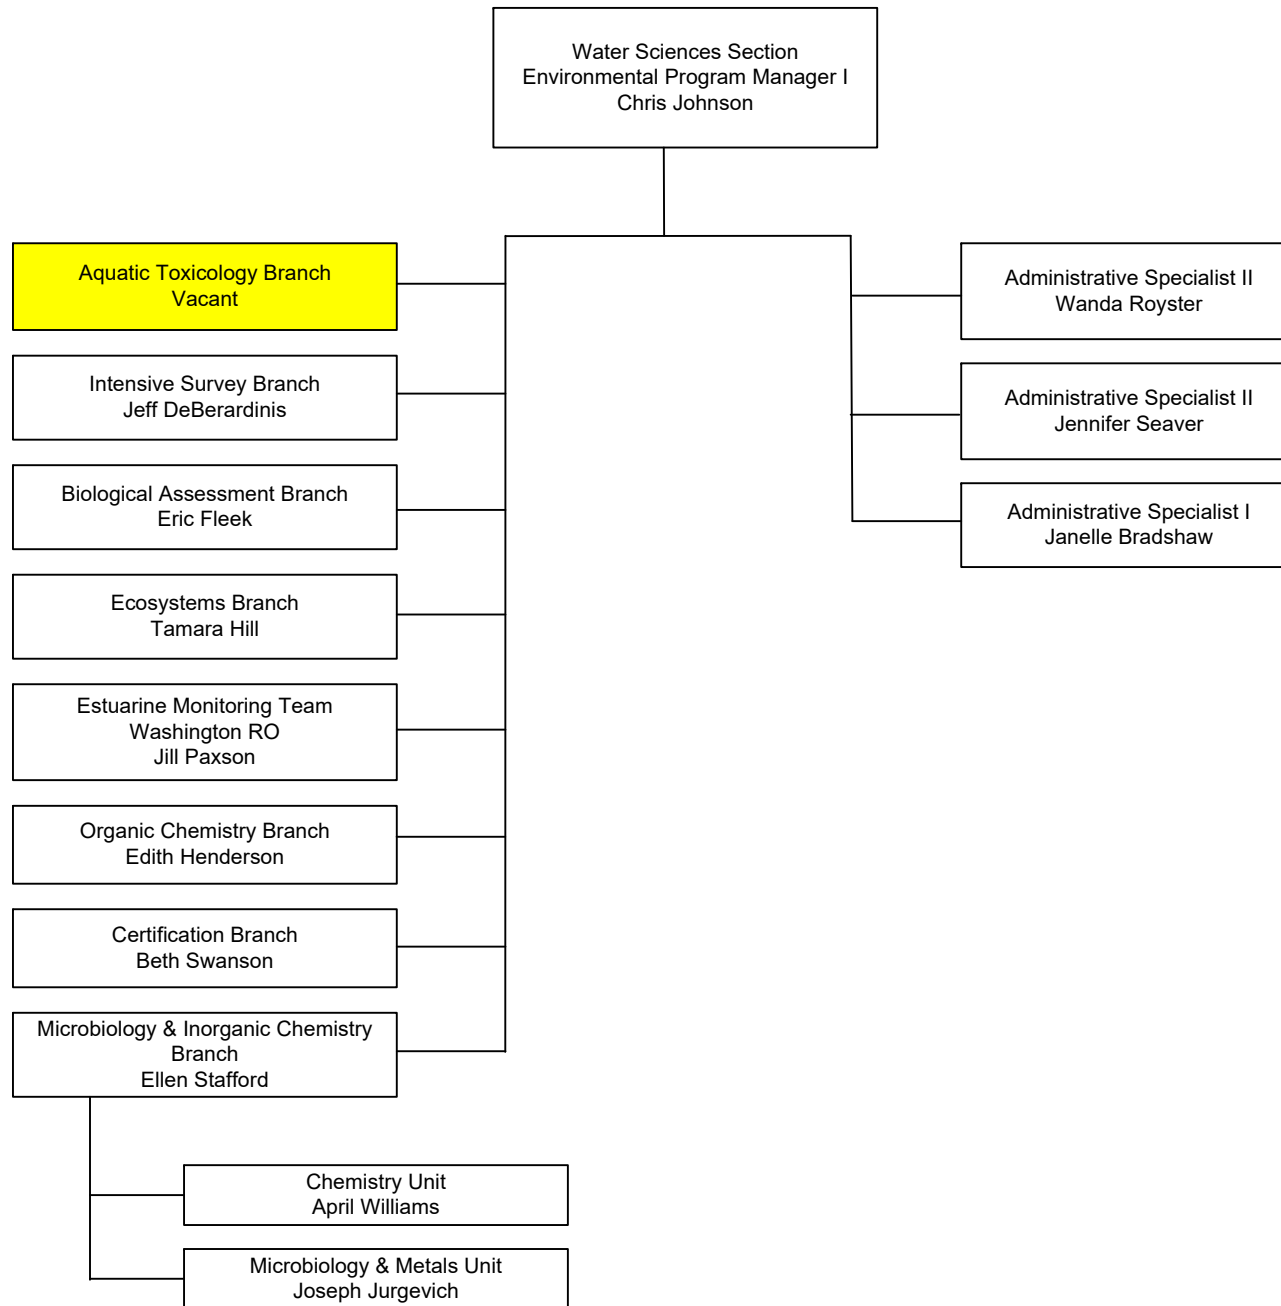 Water Sciences Section
Environmental Program Manager I
Chris Johnson
Aquatic Toxicology Branch
Vacant
Intensive Survey Branch
Jeff DeBerardinis
Biological Assessment Branch
Eric Fleek
Ecosystems Branch
Tamara Hill
Estuarine Monitoring Team
Washington RO
Jill Paxson
Organic Chemistry Branch
Edith Henderson
Certification Branch
Beth Swanson
Microbiology & Inorganic Chemistry
Branch
Ellen Stafford
Chemistry Unit
April Williams
Microbiology & Metals Unit
Joseph Jurgevich
Administrative Specialist II
Wanda Royster
Administrative Specialist II
Jennifer Seaver
Administrative Specialist I
Janelle Bradshaw